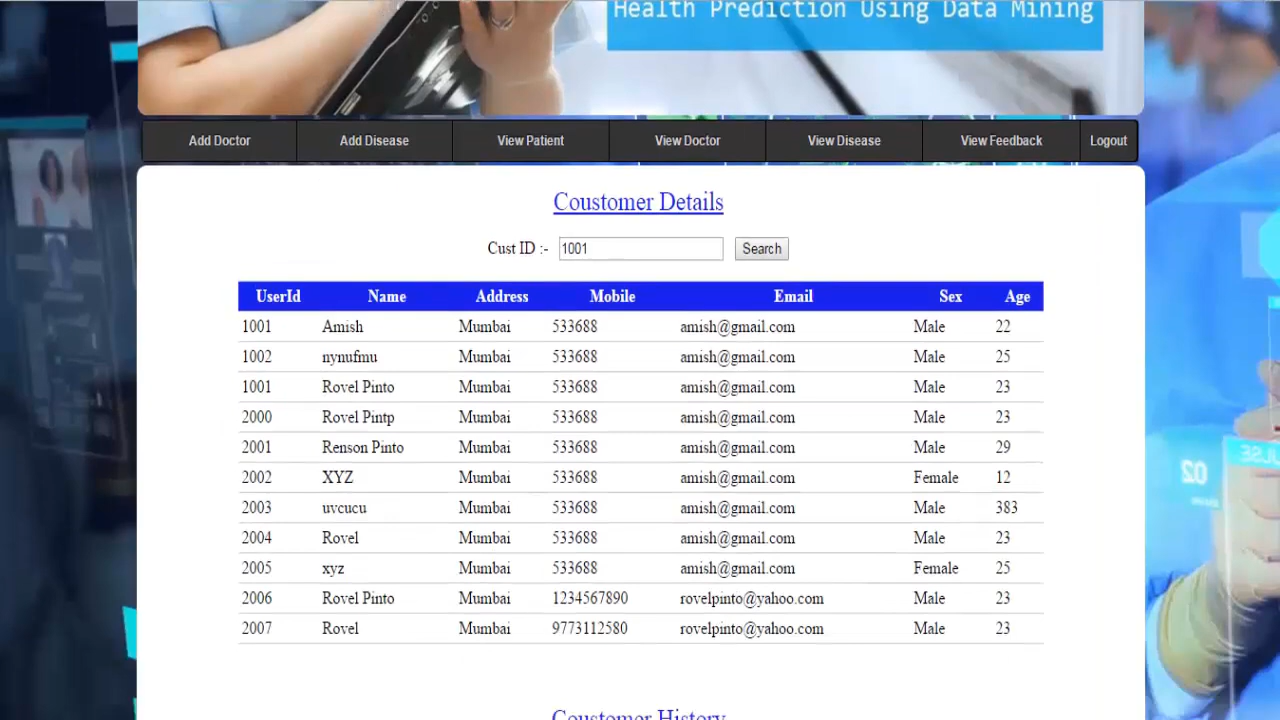 Health Prediction Using Data Mining
Add Doctor Add Disease View Patient View Doctor View Disease View Feedback Logout
Coustomer Details
Cust ID :- 1001 Search
UserId Name Address Mobile Email Sex Age
1001 Amish Mumbai 533688 amish@gmail.com Male 22
1002 nynufmu Mumbai 533688 amish@gmail.com Male 25
1001 Rovel Pinto Mumbai 533688 amish@gmail.com Male 23
2000 Rovel Pintp Mumbai 533688 amish@gmail.com Male 23
2001 Renson Pinto Mumbai 533688 amish@gmail.com Male 29
2002 XYZ Mumbai 533688 amish@gmail.com Female 12
2003 uvcucu Mumbai 533688 amish@gmail.com Male 383
2004 Rovel Mumbai 533688 amish@gmail.com Male 23
2005 xyz Mumbai 533688 amish@gmail.com Female 25
2006 Rovel Pinto Mumbai 1234567890 rovelpinto@yahoo.com Male 23
2007 Rovel Mumbai 9773112580 rovelpinto@yahoo.com Male 23
Coustomer History
02